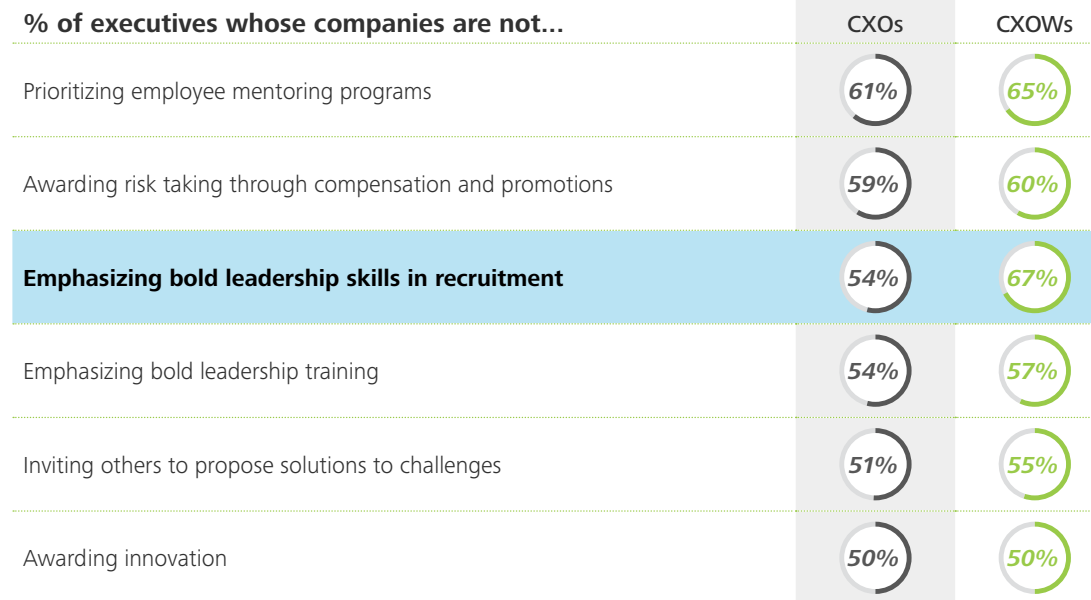 % of executives whose companies are not... CXOs CXOWs
Prioritizing employee mentoring programs 61% 65%
Awarding risk taking through compensation and promotions 59% 60%
Emphasizing bold leadership skills in recruitment 54% 67%
Emphasizing bold leadership training 54% 57%
Inviting others to propose solutions to challenges 51% 55%
Awarding innovation 50% 50%